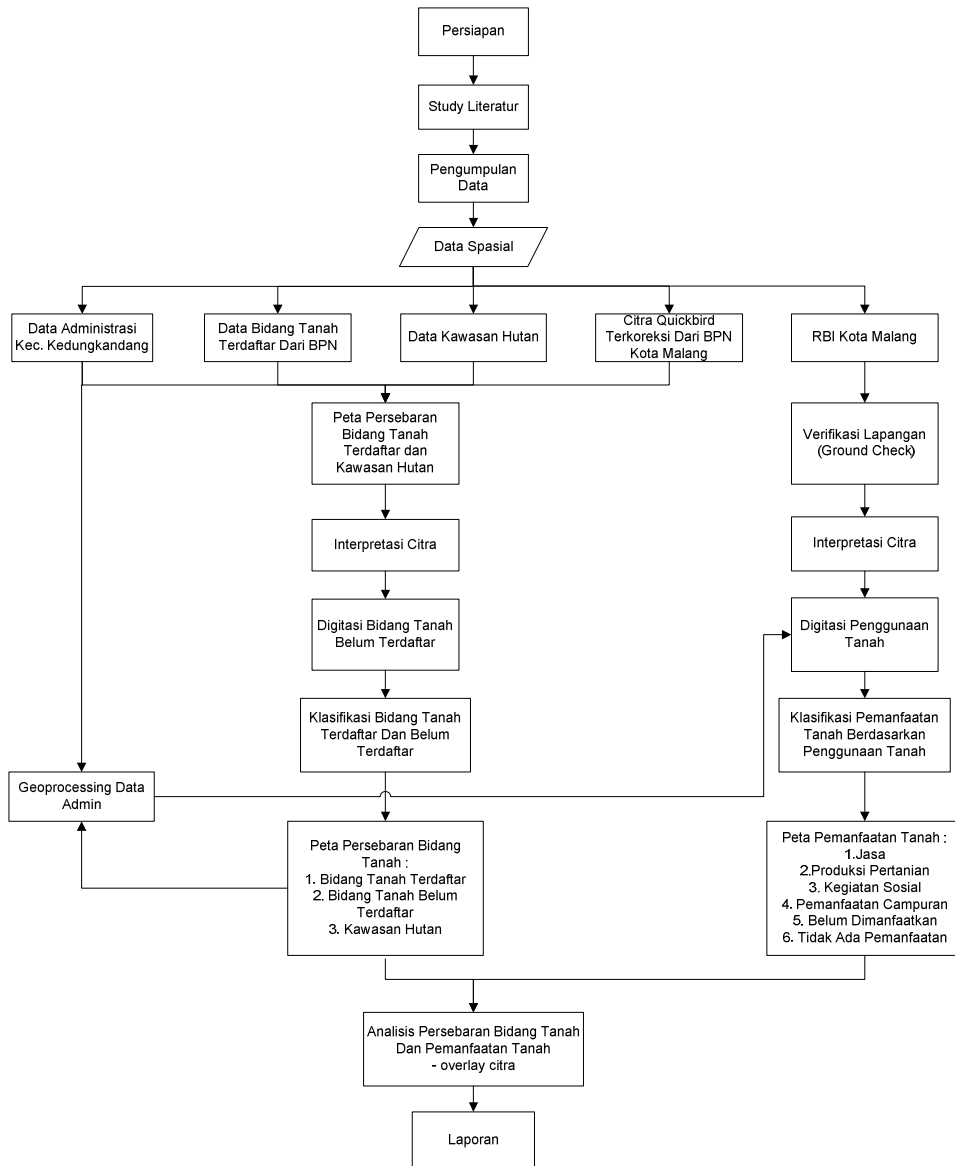 Persiapan
Study Literatur
Pengumpulan
Data
Data Spasial
Data Administrasi
Kec. Kedungkandang
Data Bidang Tanah
Terdaftar Dari BPN
Data Kawasan Hutan
Citra Quickbird
Terkoreksi Dari BPN
Kota Malang
RBI Kota Malang
Peta Persebaran
Bidang Tanah
Terdaftar dan
Kawasan Hutan
Verifikasi Lapangan
(Ground Check)
Interpretasi Citra
Interpretasi Citra
Digitasi Bidang Tanah
Belum Terdaftar
Digitasi Penggunaan
Tanah
Klasifikasi Bidang Tanah
Terdaftar Dan Belum
Terdaftar
Klasifikasi Pemanfaatan
Tanah Berdasarkan
Penggunaan Tanah
Geoprocessing Data
Admin
Peta Persebaran Bidang
Tanah :
1. Bidang Tanah Terdaftar
2. Bidang Tanah Belum
Terdaftar
3. Kawasan Hutan
Peta Pemanfaatan Tanah :
1.Jasa
2.Produksi Pertanian
3. Kegiatan Sosial
4. Pemanfaatan Campuran
5. Belum Dimanfaatkan
6. Tidak Ada Pemanfaatan
Analisis Persebaran Bidang Tanah
Dan Pemanfaatan Tanah
- overlay citra
Laporan